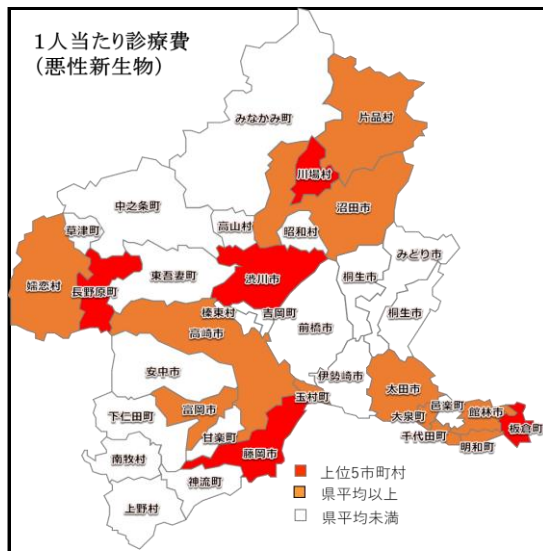 1人当たり診療費
(悪性新生物)
みなかみ町
片品村
川場村
沼田市
中之条町
草津町
高山村
昭和村
みどり市
嬬恋村
長野原町
東吾妻町
渋川市
桐生市
榛東村
吉岡町
桐生市
高崎市
前橋市
安中市
伊勢崎市
玉村町
太田市
邑楽町
富岡市
大泉町
館林市
下仁田町
甘楽町
千代田町
板倉町
藤岡市
明和町
南牧村
神流町
上野村
上位5市町村
県平均以上
県平均未満